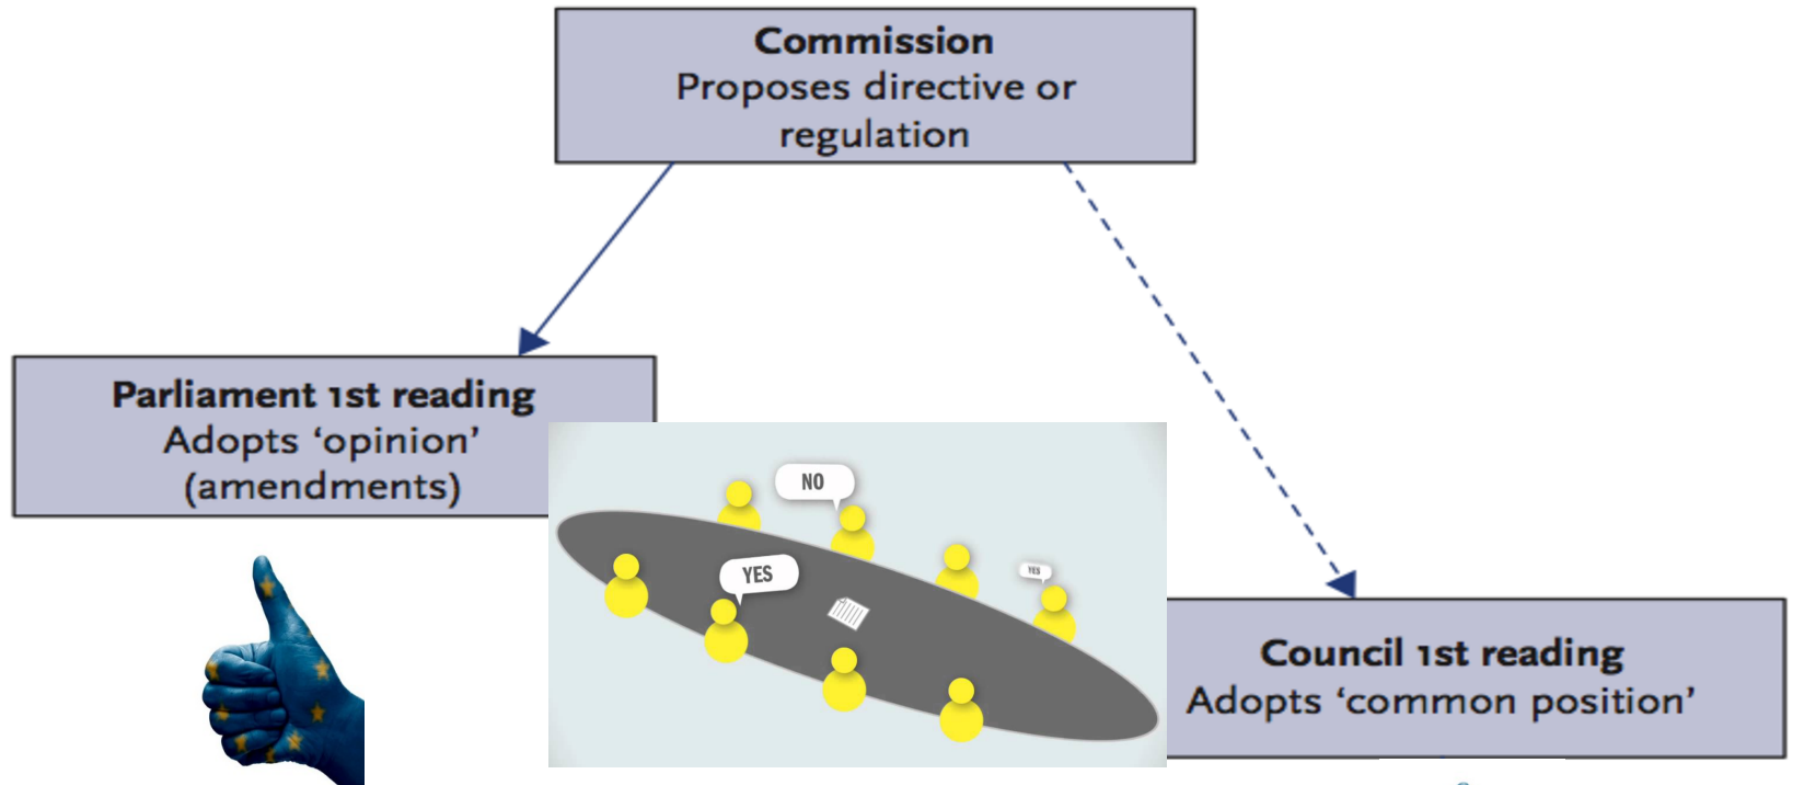 Commission
Proposes directive or
regulation
Parliament 1st reading
Adopts ‘opinion’
(amendments)
NO
YES
YES
Council 1st reading
Adopts ‘common position’